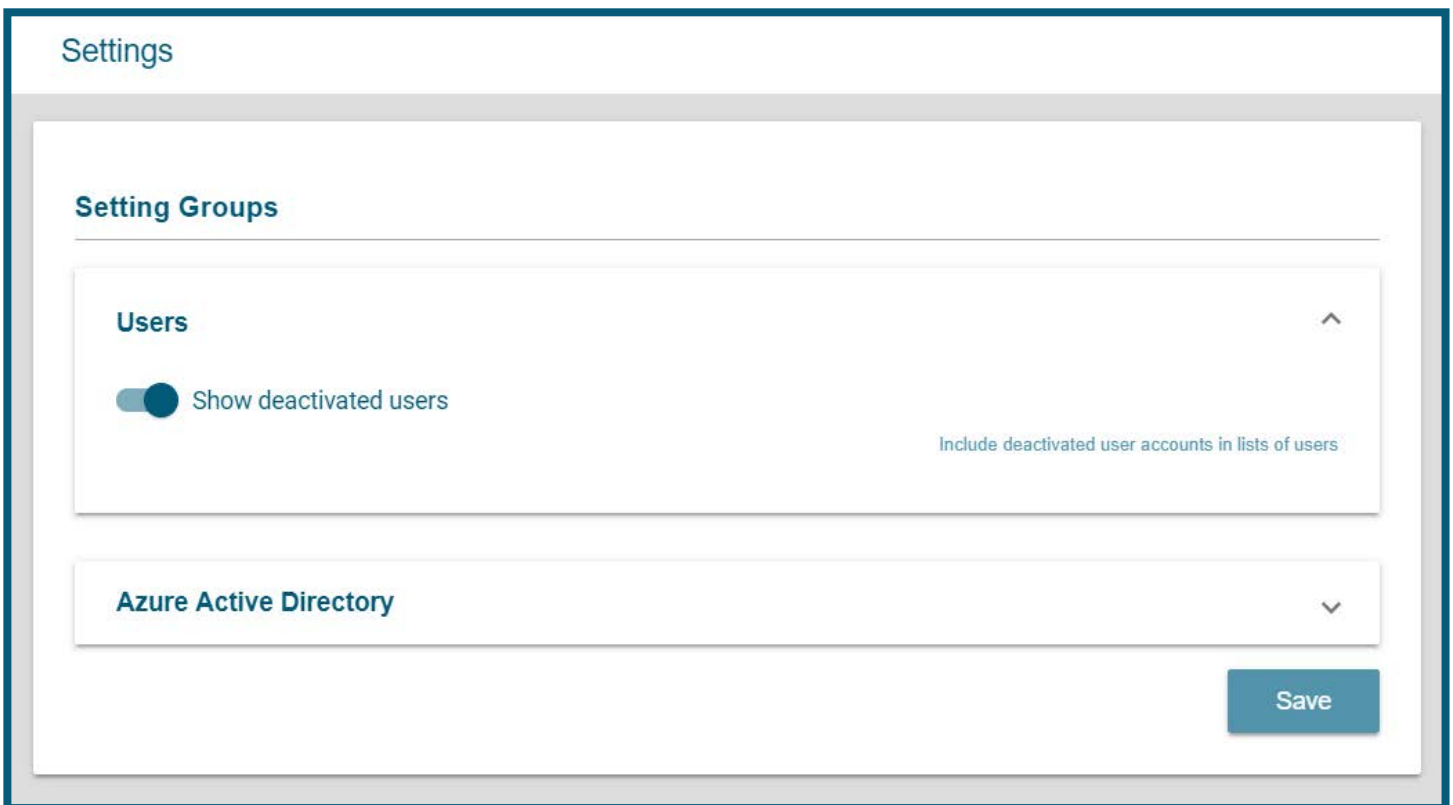 Settings
Setting Groups
Users
Show deactivated users
Include deactivated user accounts in lists of users
Azure Active Directory
Save